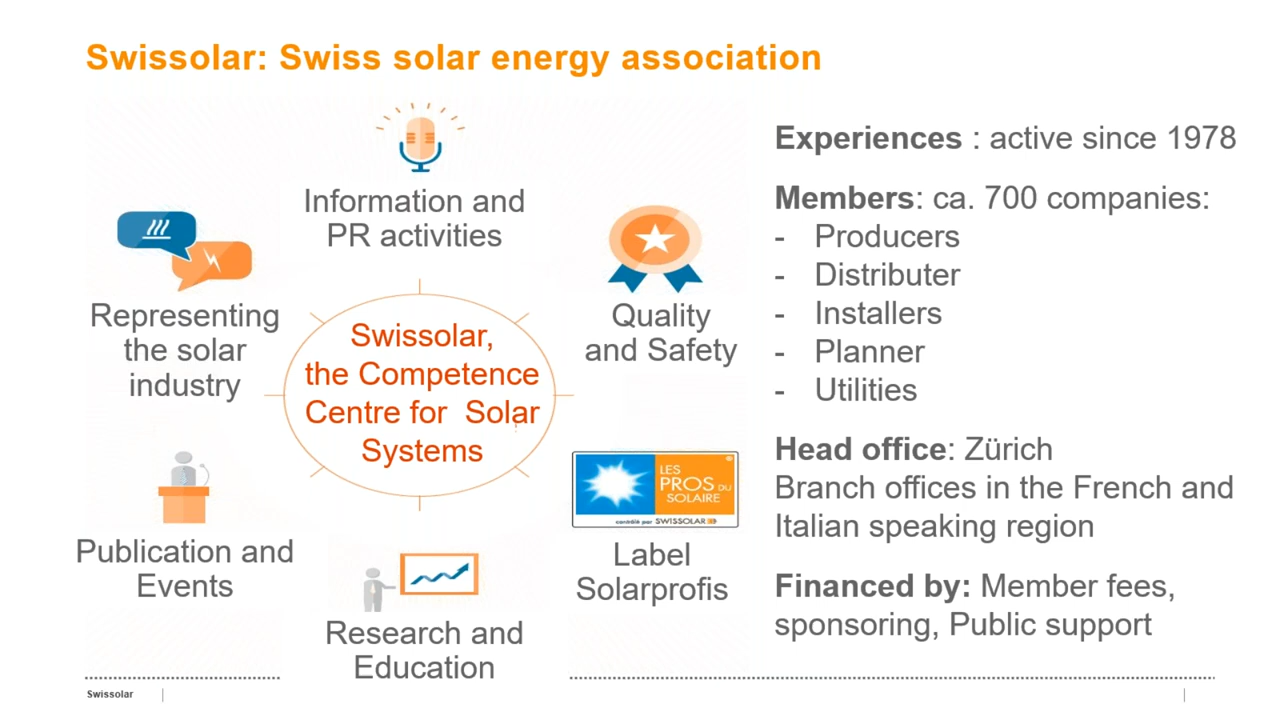 Swissolar: Swiss solar energy association
Information and
PR activities
Representing
the solar
industry
Quality
and Safety
Swissolar,
the Competence
Centre for Solar
Systems
Publication and
Events
LES
PROS DU
SOLAIRE
contrôlé par SWISSOLAR
Label
Solarprofis
Research and
Education
Experiences : active since 1978
Members: ca. 700 companies:
- Producers
- Distributer
- Installers
- Planner
- Utilities
Head office: Zürich
Branch offices in the French and
Italian speaking region
Financed by: Member fees,
sponsoring, Public support
Swissolar